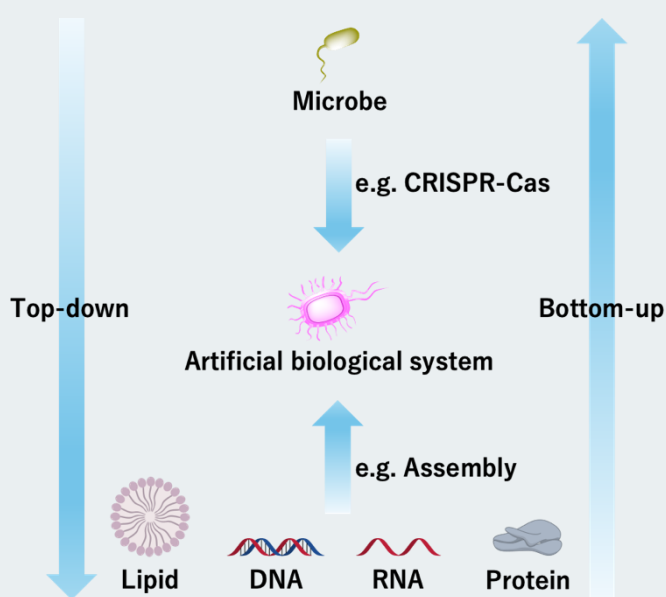 Microbe
e.g. CRISPR-Cas
Top-down
Bottom-up
Artificial biological system
e.g. Assembly
Lipid
DNA
RNA
Protein